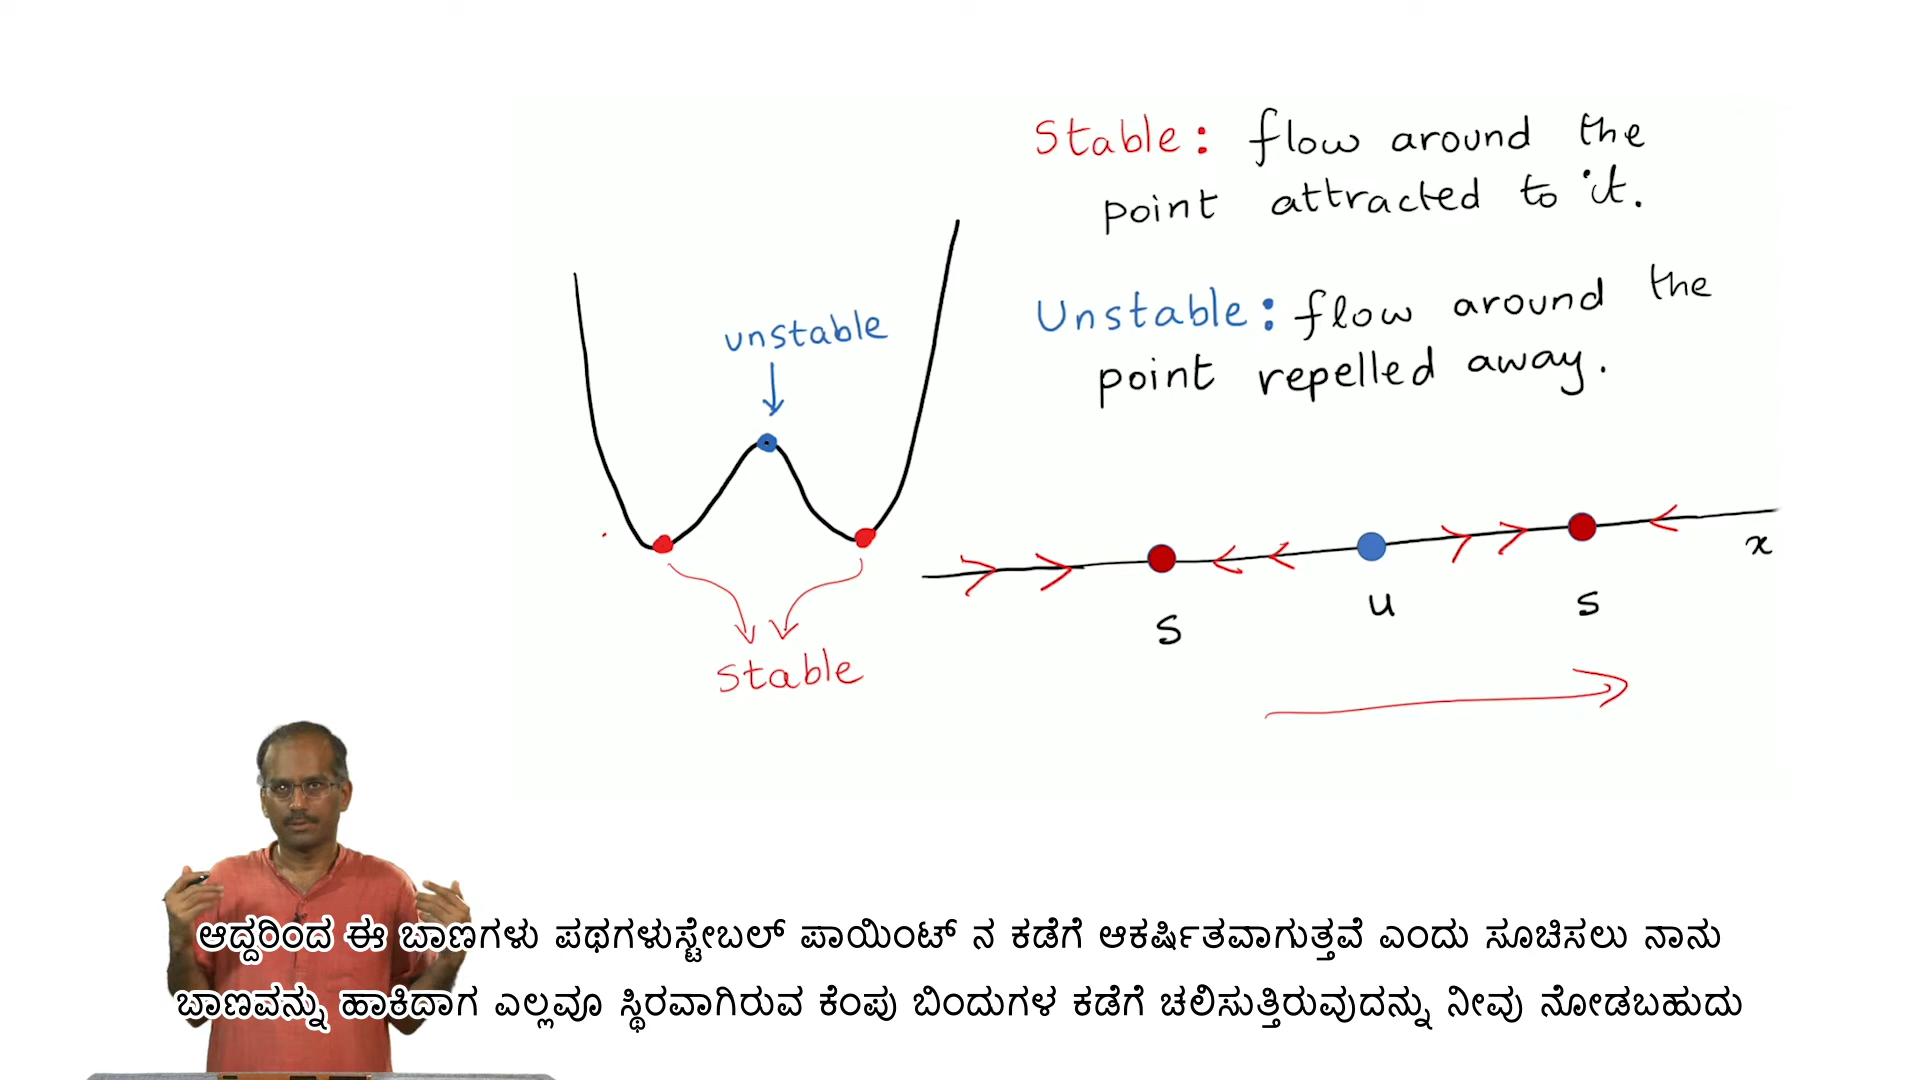 Stable: flow around the
point attracted to it.
Unstable: flow around the
point repelled away.
unstable
stable
x
S
u
s
ಆದ್ದರಿಂದ ಈ ಬಾಣಗಳು ಪಥಗಳುಸ್ಟೇಬಲ್ ಪಾಯಿಂಟ್ ನ ಕಡೆಗೆ ಆಕರ್ಷಿತವಾಗುತ್ತವೆ ಎಂದು ಸೂಚಿಸಲು ನಾನು
ಬಾಣವನ್ನು ಹಾಕಿದಾಗ ಎಲ್ಲವೂ ಸ್ಥಿರವಾಗಿರುವ ಕೆಂಪು ಬಿಂದುಗಳ ಕಡೆಗೆ ಚಲಿಸುತ್ತಿರುವುದನ್ನು ನೀವು ನೋಡಬಹುದು